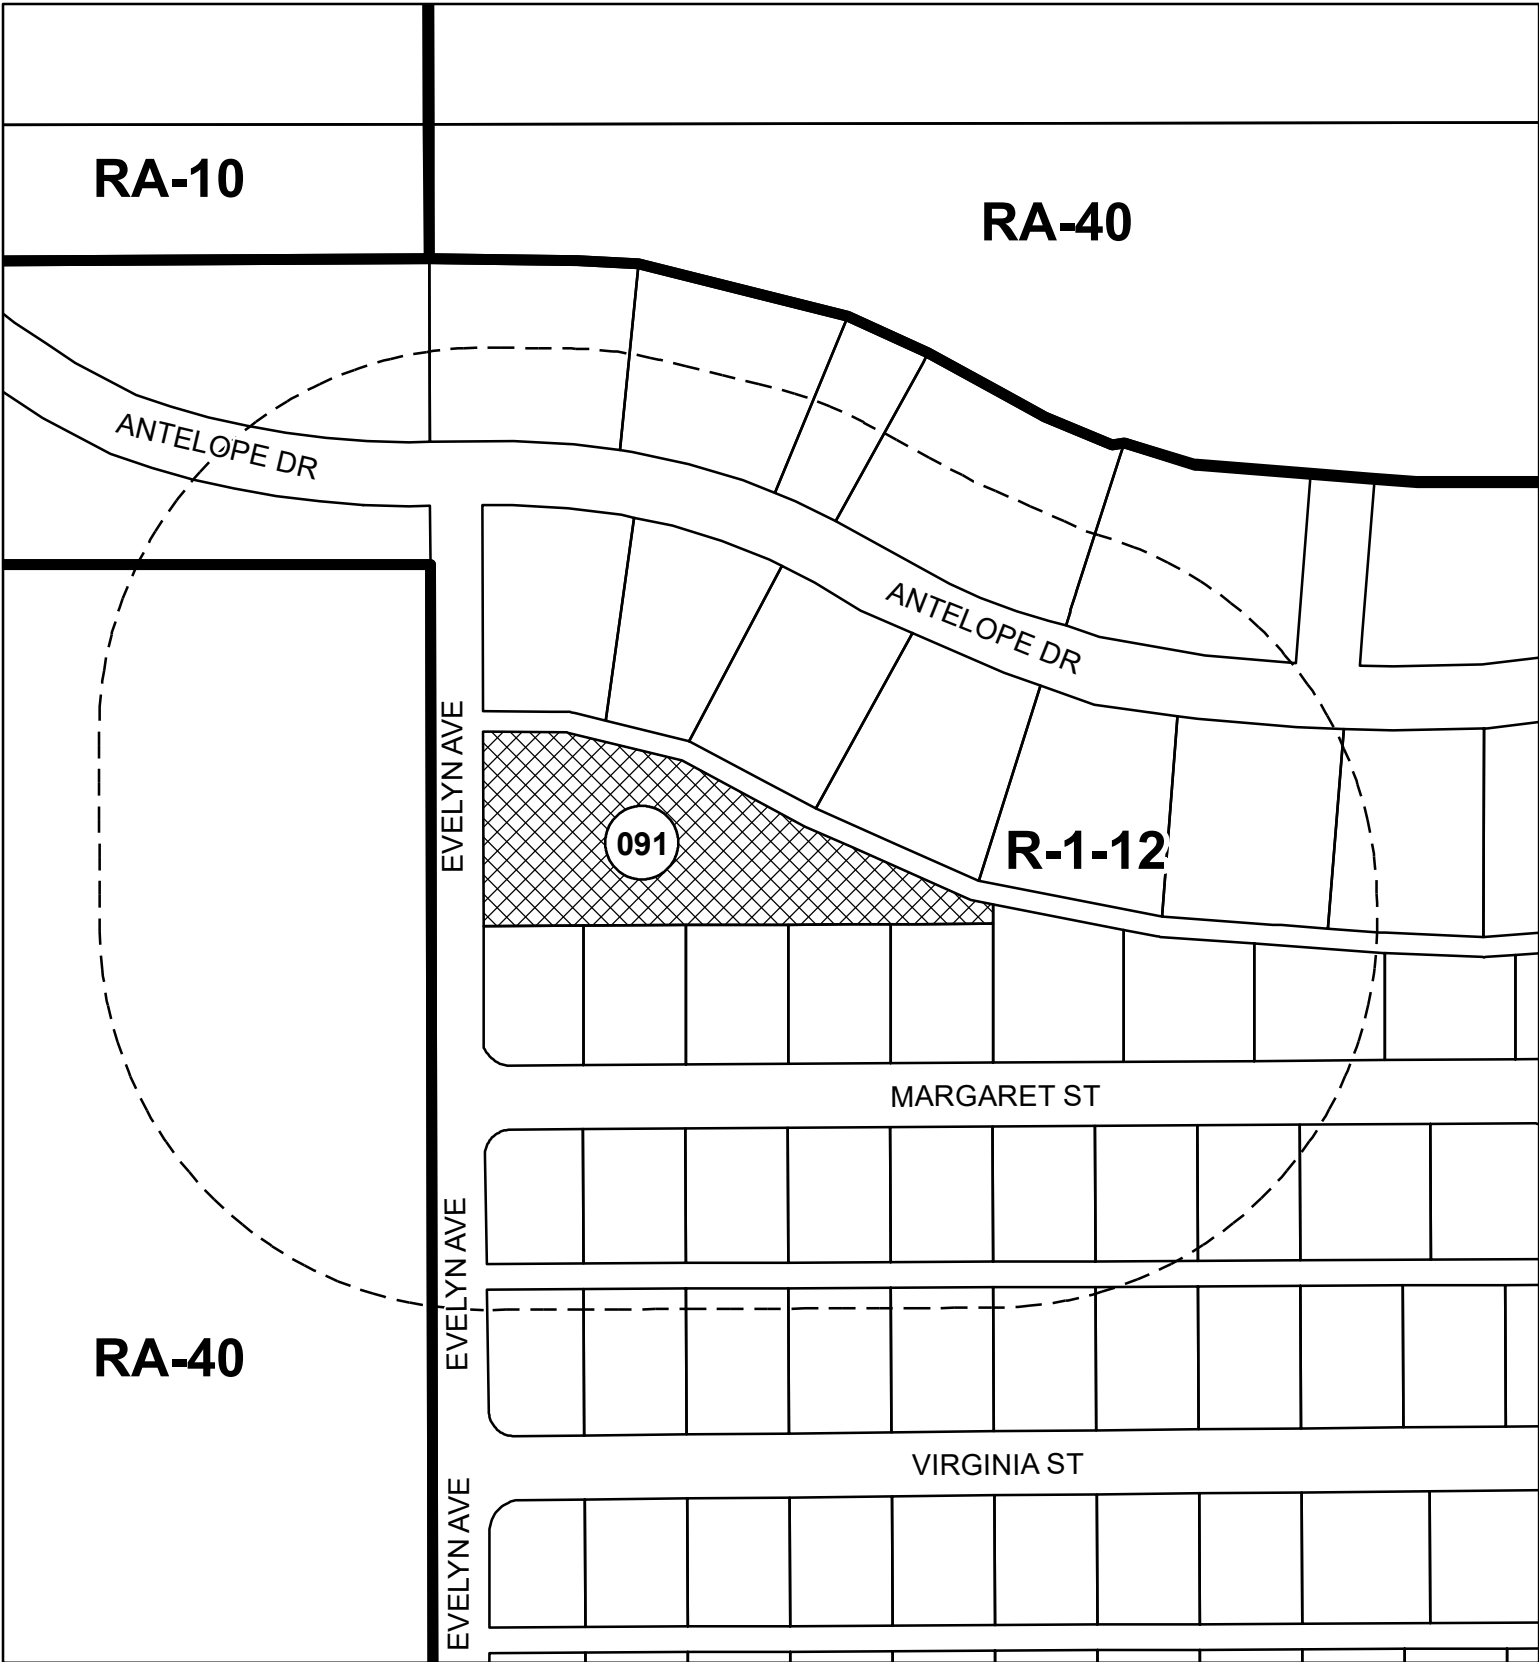 RA-10
RA-40
ANTELOPE DR
ANTELOPE DR
EVELYN AVE
091
R-1-12
MARGARET ST
EVELYN AVE
RA-40
VIRGINIA ST
EVELYN AVE